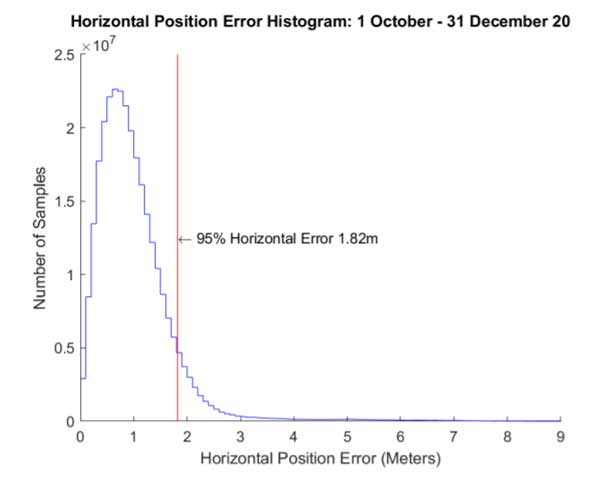 Horizontal Position Error Histogram: 1 October - 31 December 20
×10⁷
2.5
2
1.5
1
0.5
0
Number of Samples
← 95% Horizontal Error 1.82m
0 1 2 3 4 5 6 7 8 9
Horizontal Position Error (Meters)